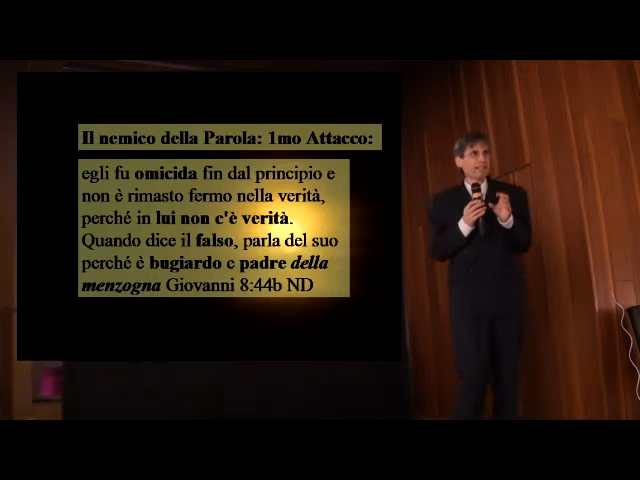 Il nemico della Parola: 1mo Attacco:
egli fu omicida fin dal principio e
non è rimasto fermo nella verità,
perché in lui non c'è verità.
Quando dice il falso, parla del suo
perché è bugiardo e padre della
menzogna Giovanni 8:44b ND